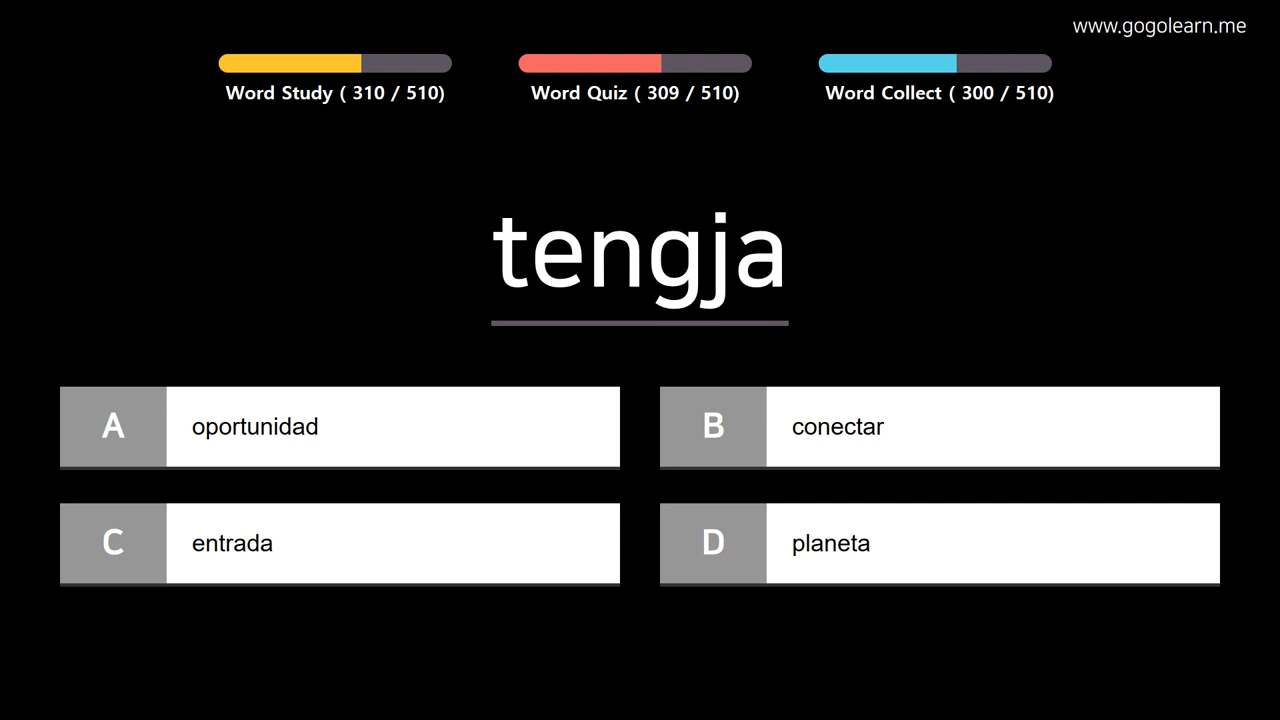 www.gogolearn.me
Word Study ( 310 / 510)
Word Quiz ( 309 / 510)
Word Collect ( 300 / 510)
tengja
A oportunidad
B conectar
C entrada
D planeta